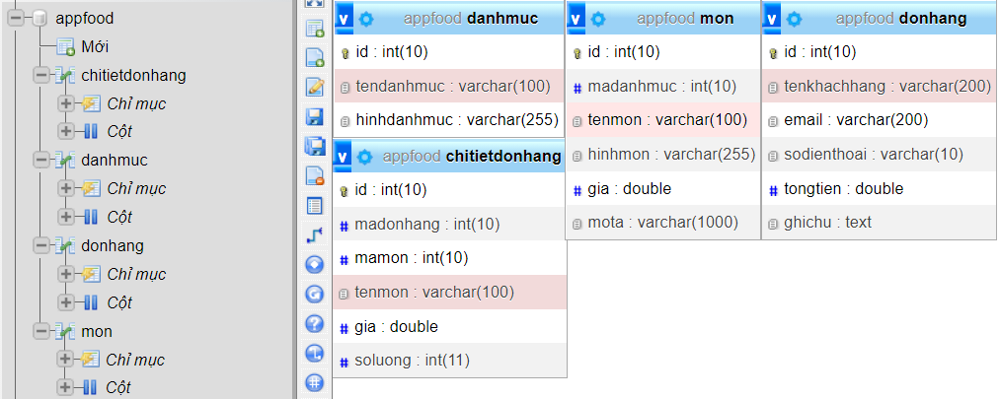 appfood
Mới
chitietdonhang
Chỉ mục
Cột
danhmuc
Chỉ mục
Cột
donhang
Chỉ mục
Cột
mon
Chỉ mục
Cột
v appfood danhmuc
id : int(10)
tendanhmuc : varchar(100)
hinhdanhmuc : varchar(255)
v appfood chitietdonhang
id : int(10)
# madonhang : int(10)
# mamon : int(10)
tenmon : varchar(100)
# gia : double
# soluong : int(11)
v appfood mon
id : int(10)
# madanhmuc : int(10)
tenmon : varchar(100)
hinhmon : varchar(255)
# gia : double
mota : varchar(1000)
v appfood donhang
id : int(10)
tenkhachhang : varchar(200)
email : varchar(200)
sodienthoai : varchar(10)
# tongtien : double
ghichu : text